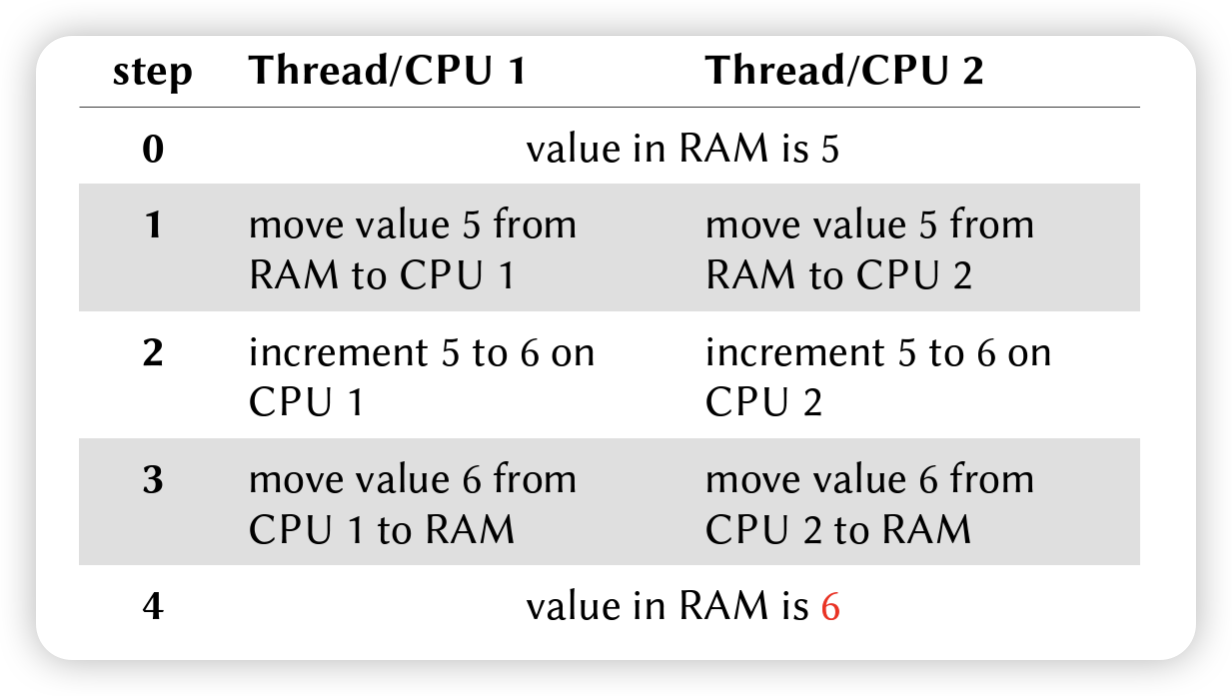 step Thread/CPU 1 Thread/CPU 2
0 value in RAM is 5
1 move value 5 from move value 5 from
RAM to CPU 1 RAM to CPU 2
2 increment 5 to 6 on increment 5 to 6 on
CPU 1 CPU 2
3 move value 6 from move value 6 from
CPU 1 to RAM CPU 2 to RAM
4 value in RAM is 6